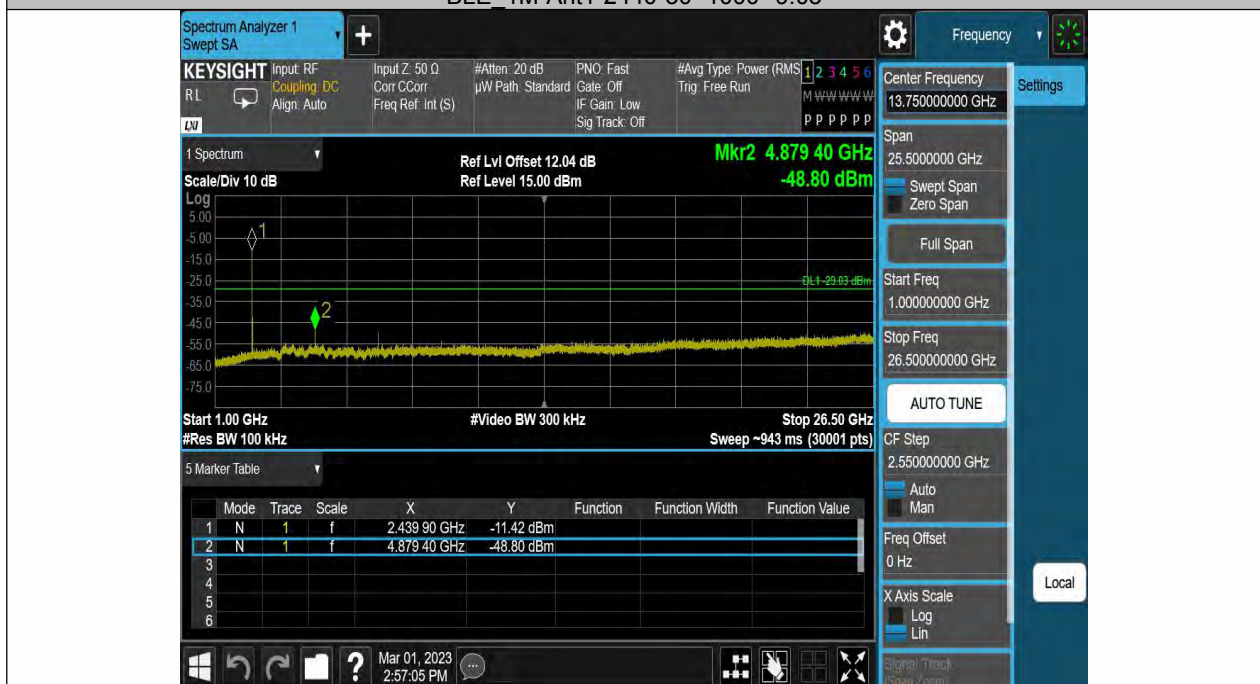 Spectrum Analyzer 1
Swept SA
+
Frequency
KEYSIGHT
RL
LXI
Input: RF
Coupling: DC
Align: Auto
Input Z: 50 Ω
Corr CCorr
Freq Ref: Int (S)
#Atten: 20 dB
µW Path: Standard
PNO: Fast
Gate: Off
IF Gain: Low
Sig Track: Off
#Avg Type: Power (RMS
Trig: Free Run
1 2 3 4 5 6
M W W W W W
P P P P P P
1 Spectrum
Scale/Div 10 dB
Ref Lvl Offset 12.04 dB
Ref Level 15.00 dBm
Mkr2 4.879 40 GHz
-48.80 dBm
Log
5.00
-5.00
-15.0
-25.0
-35.0
-45.0
-55.0
-65.0
-75.0
1
2
DL1 -29.03 dBm
Start 1.00 GHz
#Res BW 100 kHz
#Video BW 300 kHz
Stop 26.50 GHz
Sweep ~943 ms (30001 pts)
5 Marker Table
Mode Trace Scale X Y Function Function Width Function Value
1 N 1 f 2.439 90 GHz -11.42 dBm
2 N 1 f 4.879 40 GHz -48.80 dBm
3
4
5
6
?
Mar 01, 2023
2:57:05 PM
Center Frequency
13.750000000 GHz
Span
25.5000000 GHz
Swept Span
Zero Span
Full Span
Start Freq
1.000000000 GHz
Stop Freq
26.500000000 GHz
AUTO TUNE
CF Step
2.550000000 GHz
Auto
Man
Freq Offset
0 Hz
X Axis Scale
Log
Lin
Signal Track
Settings
Local